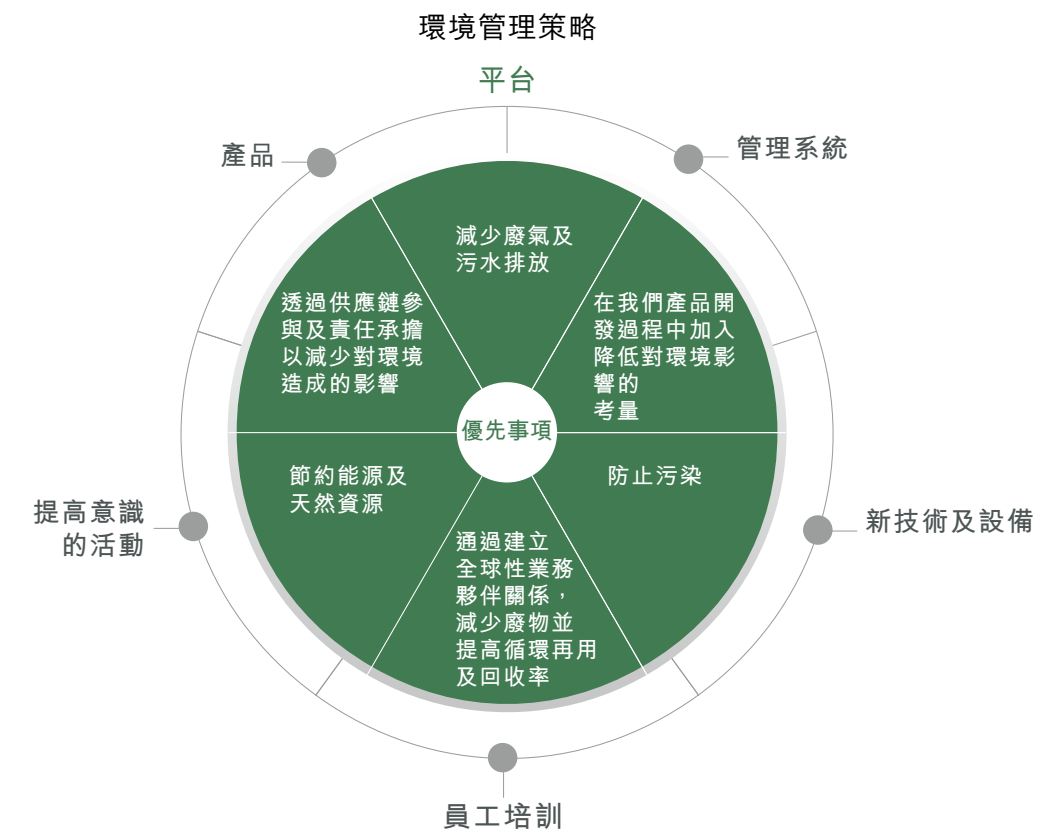 環境管理策略
平台
產品
管理系統
減少廢氣及
污水排放
透過供應鏈參
與及責任承擔
以減少對環境
造成的影響
在我們產品開
發過程中加入
降低對環境影
響的
考量
優先事項
節約能源及
天然資源
防止污染
通過建立
全球性業務
夥伴關係，
減少廢物並
提高循環再用
及回收率
提高意識
的活動
新技術及設備
員工培訓